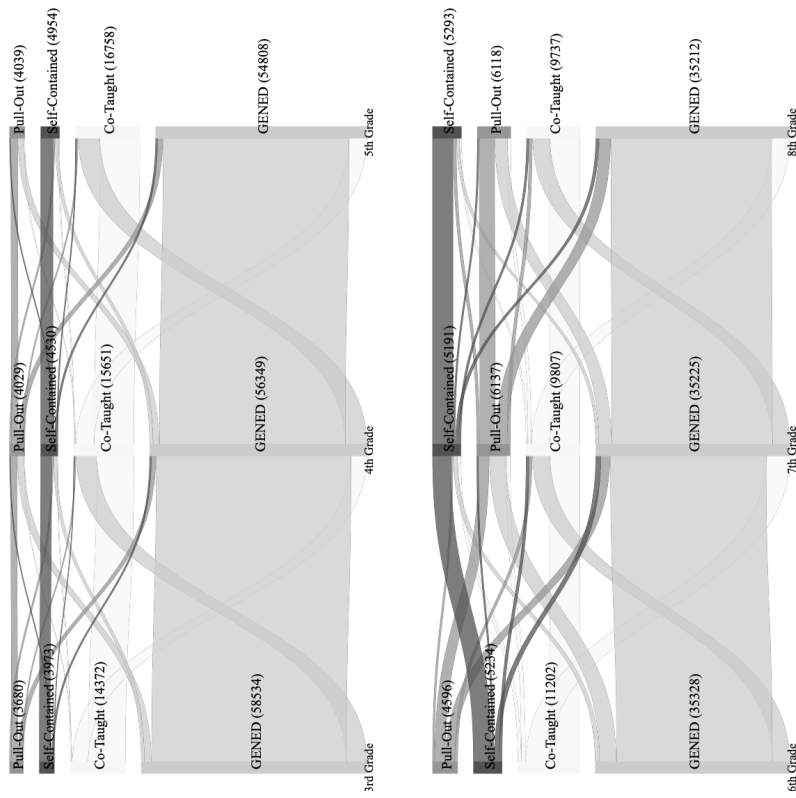 Pull-Out (4039)
Self-Contained (4954)
Co-Taught (16758)
GENED (54808)
5th Grade
Pull-Out (4029)
Self-Contained (4530)
Co-Taught (15651)
GENED (56349)
4th Grade
Pull-Out (3680)
Self-Contained (3973)
Co-Taught (14372)
GENED (58534)
3rd Grade
Self-Contained (5293)
Pull-Out (6118)
Co-Taught (9737)
GENED (35212)
8th Grade
Self-Contained (5191)
Pull-Out (6137)
Co-Taught (9807)
GENED (35225)
7th Grade
Pull-Out (4596)
Self-Contained (5234)
Co-Taught (11202)
GENED (35328)
6th Grade